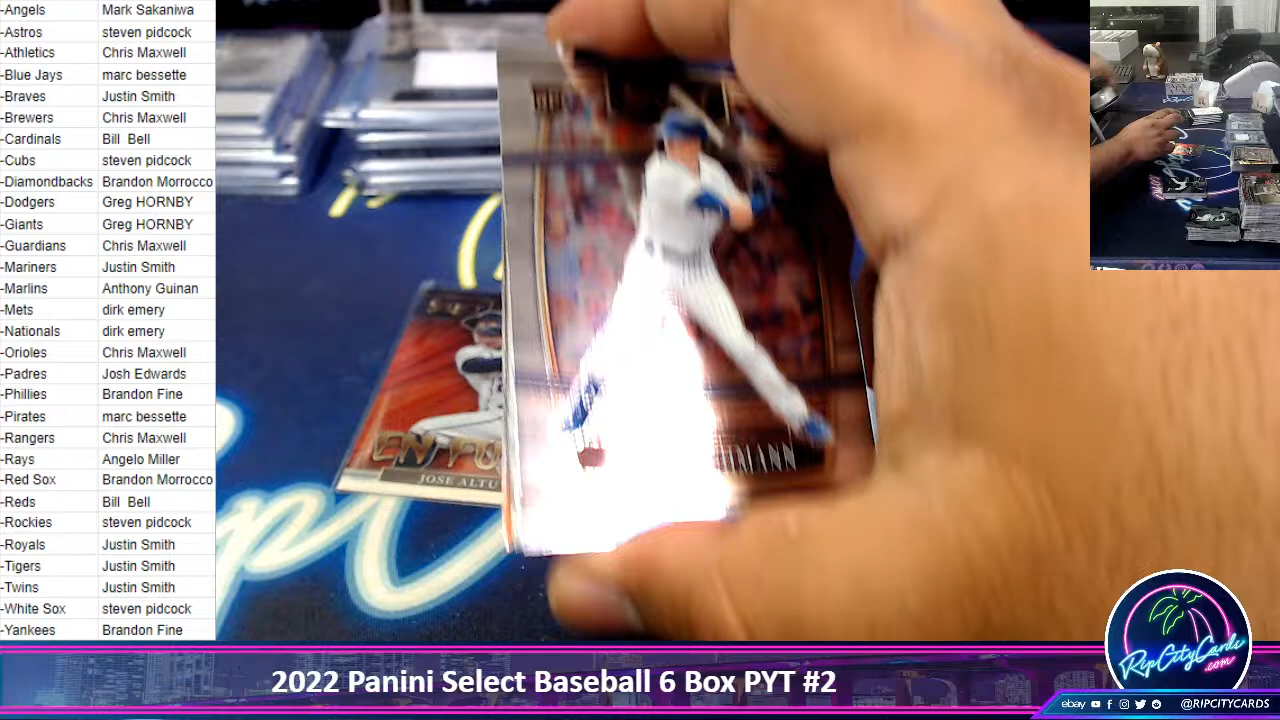 -Angels Mark Sakaniwa
-Astros steven pidcock
-Athletics Chris Maxwell
-Blue Jays marc bessette
-Braves Justin Smith
-Brewers Chris Maxwell
-Cardinals Bill Bell
-Cubs steven pidcock
-Diamondbacks Brandon Morrocco
-Dodgers Greg HORNBY
-Giants Greg HORNBY
-Guardians Chris Maxwell
-Mariners Justin Smith
-Marlins Anthony Guinan
-Mets dirk emery
-Nationals dirk emery
-Orioles Chris Maxwell
-Padres Josh Edwards
-Phillies Brandon Fine
-Pirates marc bessette
-Rangers Chris Maxwell
-Rays Angelo Miller
-Red Sox Brandon Morrocco
-Reds Bill Bell
-Rockies steven pidcock
-Royals Justin Smith
-Tigers Justin Smith
-Twins Justin Smith
-White Sox steven pidcock
-Yankees Brandon Fine
EN FU
JOSE ALTU
MANN
2022 Panini Select Baseball 6 Box PYT #2
RipCityCards
.com
ebay @RIPCITYCARDS